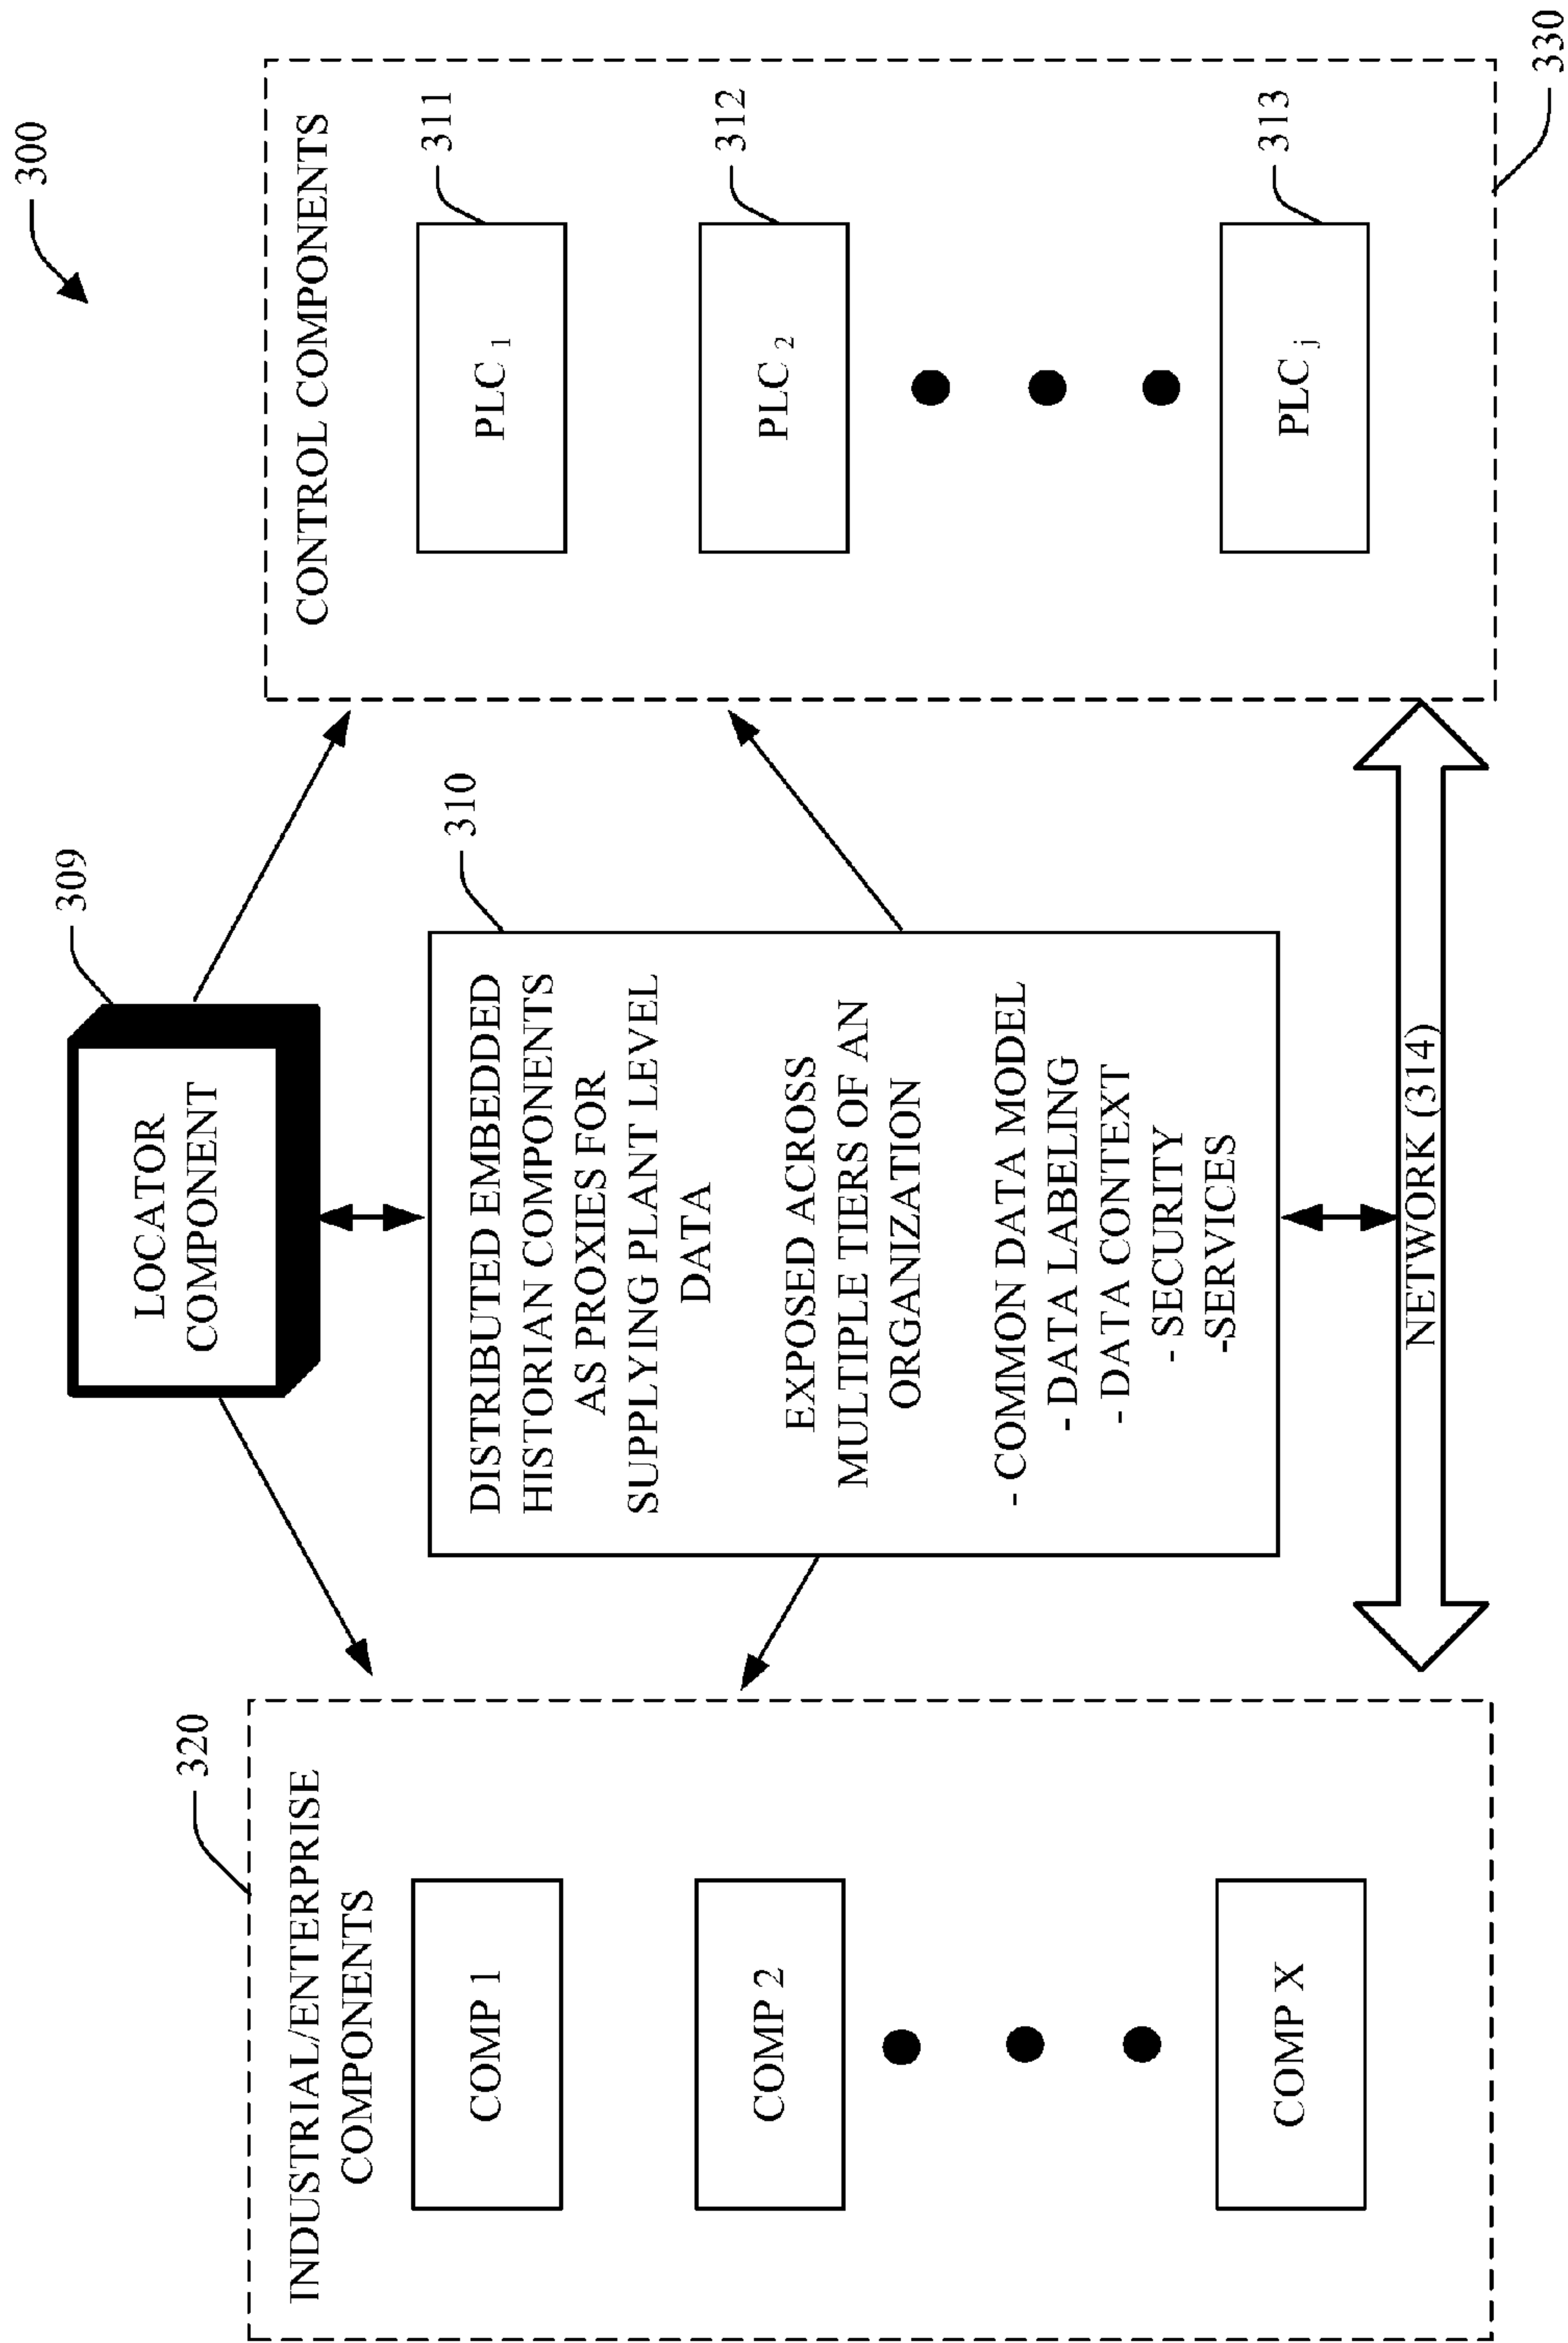 300
309
LOCATOR
COMPONENT
320
INDUSTRIAL/ENTERPRISE
COMPONENTS
COMP 1
COMP 2
COMP X
310
DISTRIBUTED EMBEDDED
HISTORIAN COMPONENTS
AS PROXIES FOR
SUPPLYING PLANT LEVEL
DATA
EXPOSED ACROSS
MULTIPLE TIERS OF AN
ORGANIZATION
- COMMON DATA MODEL
- DATA LABELING
- DATA CONTEXT
- SECURITY
-SERVICES
CONTROL COMPONENTS
311
PLC 1
312
PLC 2
313
PLC j
NETWORK (314)
330